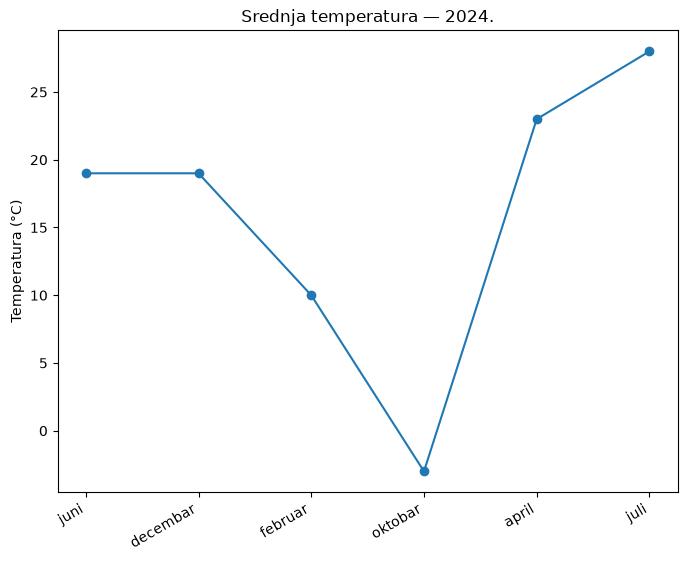 Srednja temperatura — 2024.
Temperatura (°C)
25
20
15
10
5
0
juni
decembar
februar
oktobar
april
juli